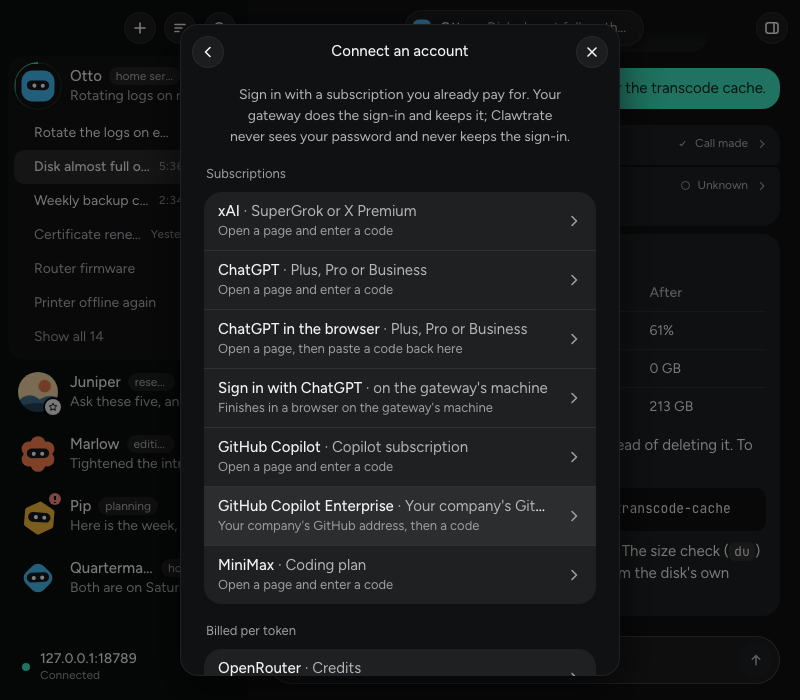 Connect an account
Sign in with a subscription you already pay for. Your
gateway does the sign-in and keeps it; Clawtrate
never sees your password and never keeps the sign-in.
Subscriptions
xAI · SuperGrok or X Premium
Open a page and enter a code
ChatGPT · Plus, Pro or Business
Open a page and enter a code
ChatGPT in the browser · Plus, Pro or Business
Open a page, then paste a code back here
Sign in with ChatGPT · on the gateway's machine
Finishes in a browser on the gateway's machine
GitHub Copilot · Copilot subscription
Open a page and enter a code
GitHub Copilot Enterprise · Your company's Git...
Your company's GitHub address, then a code
MiniMax · Coding plan
Open a page and enter a code
Billed per token
OpenRouter · Credits
Otto home ser...
Rotating logs on
Rotate the logs on e...
Disk almost full o... 5:36
Weekly backup c... 2:34
Certificate rene... Yeste
Router firmware
Printer offline again
Show all 14
Juniper rese...
Ask these five, an
Marlow editi...
Tightened the intr
Pip planning
Here is the week,
Quarterma... ho
Both are on Satur
127.0.0.1:18789
Connected
the transcode cache.
Call made
Unknown
After
61%
0 GB
213 GB
ead of deleting it. To
transcode-cache
The size check ( du )
m the disk's own